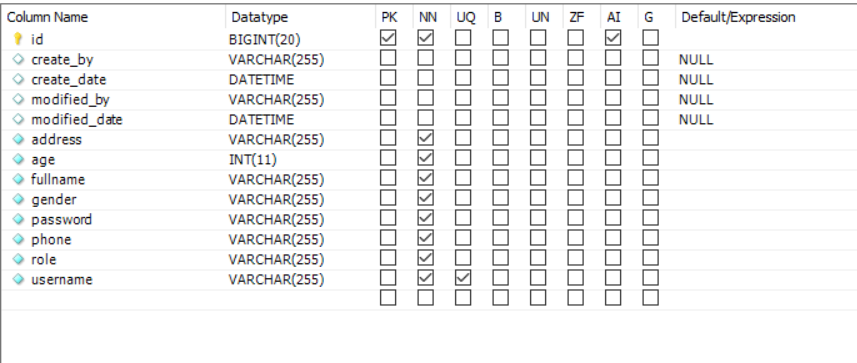 Column Name Datatype PK NN UQ B UN ZF AI G Default/Expression
id BIGINT(20)
create_by VARCHAR(255) NULL
create_date DATETIME NULL
modified_by VARCHAR(255) NULL
modified_date DATETIME NULL
address VARCHAR(255)
age INT(11)
fullname VARCHAR(255)
gender VARCHAR(255)
password VARCHAR(255)
phone VARCHAR(255)
role VARCHAR(255)
username VARCHAR(255)